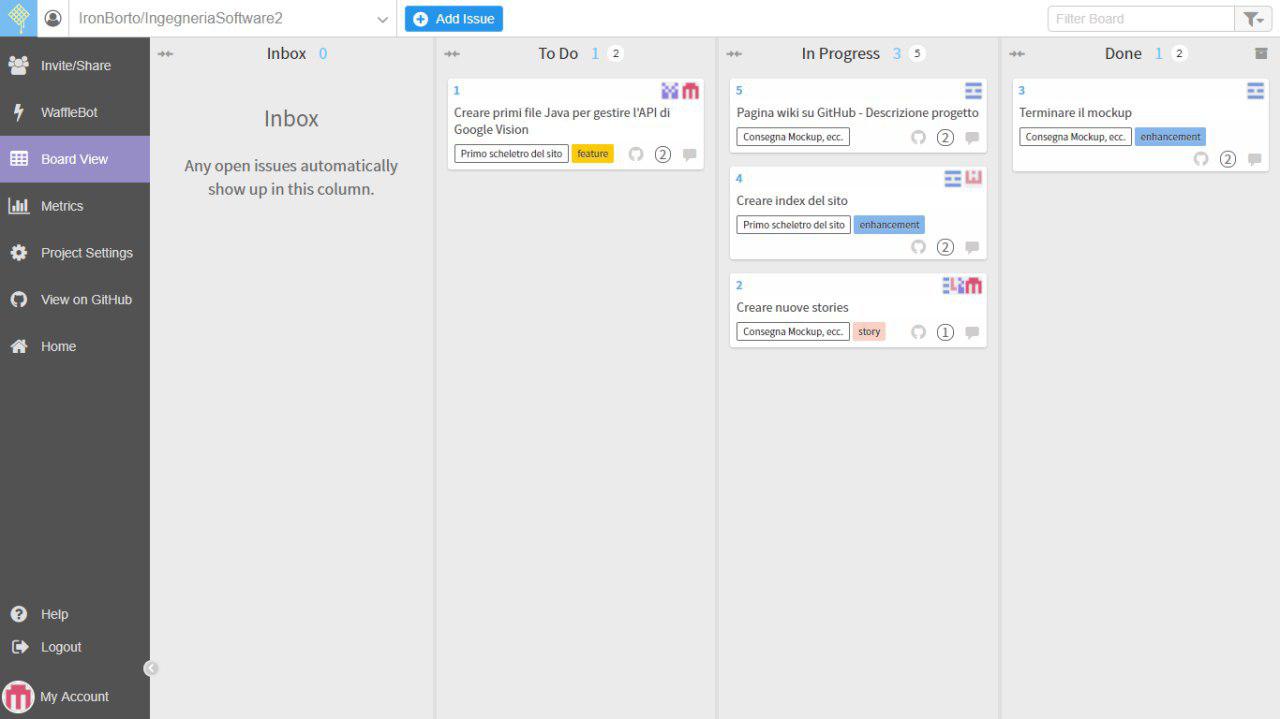 IronBorto/IngegneriaSoftware2
Add Issue
Filter Board
Invite/Share
WaffleBot
Board View
Metrics
Project Settings
View on GitHub
Home
Help
Logout
My Account
Inbox 0
Inbox
Any open issues automatically
show up in this column.
To Do 1 2
1
Creare primi file Java per gestire l'API di
Google Vision
Primo scheletro del sito feature 2
In Progress 3 5
5
Pagina wiki su GitHub - Descrizione progetto
Consegna Mockup, ecc. 2
4
Creare index del sito
Primo scheletro del sito enhancement
2
2
Creare nuove stories
Consegna Mockup, ecc. story 1
Done 1 2
3
Terminare il mockup
Consegna Mockup, ecc. enhancement
2